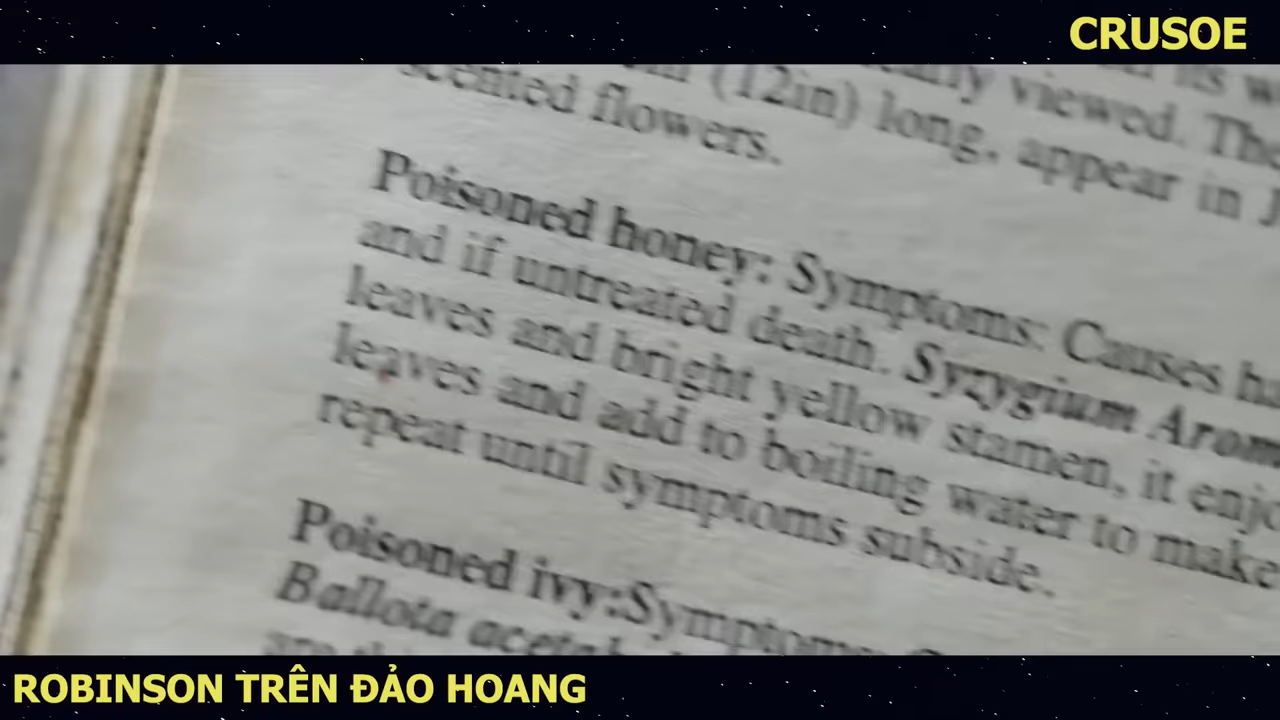 CRUSOE
(12in) long, appear in
viewed. The
scented flowers.
Poisoned honey: Symptoms: Causes
and if untreated death. Syzygium
leaves and bright yellow stamen, it
leaves and add to boiling water to make
repeat until symptoms subside.
Poisoned ivy:Symptoms:
Ballota
ROBINSON TRÊN ĐẢO HOANG